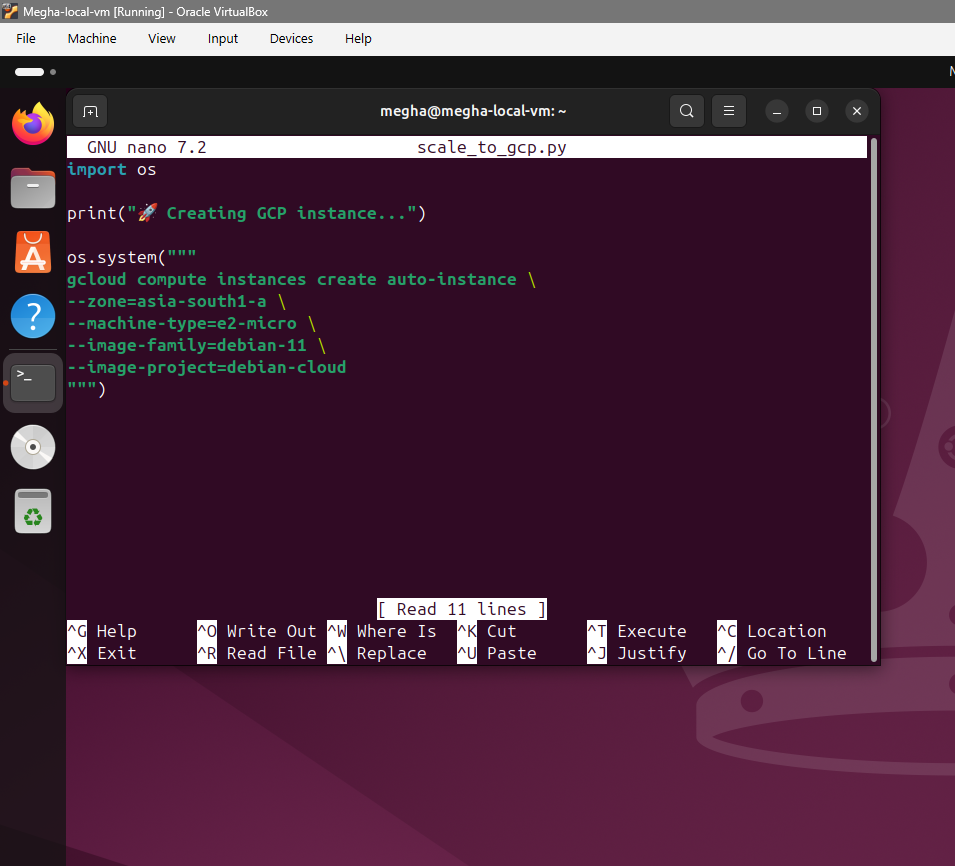 Megha-local-vm [Running] - Oracle VirtualBox
File Machine View Input Devices Help
megha@megha-local-vm: ~
GNU nano 7.2 scale_to_gcp.py
import os
print("🚀 Creating GCP instance...")
os.system("""
gcloud compute instances create auto-instance \
--zone=asia-south1-a \
--machine-type=e2-micro \
--image-family=debian-11 \
--image-project=debian-cloud
""")
[ Read 11 lines ]
^G Help ^O Write Out ^W Where Is ^K Cut ^T Execute ^C Location
^X Exit ^R Read File ^\ Replace ^U Paste ^J Justify ^/ Go To Line